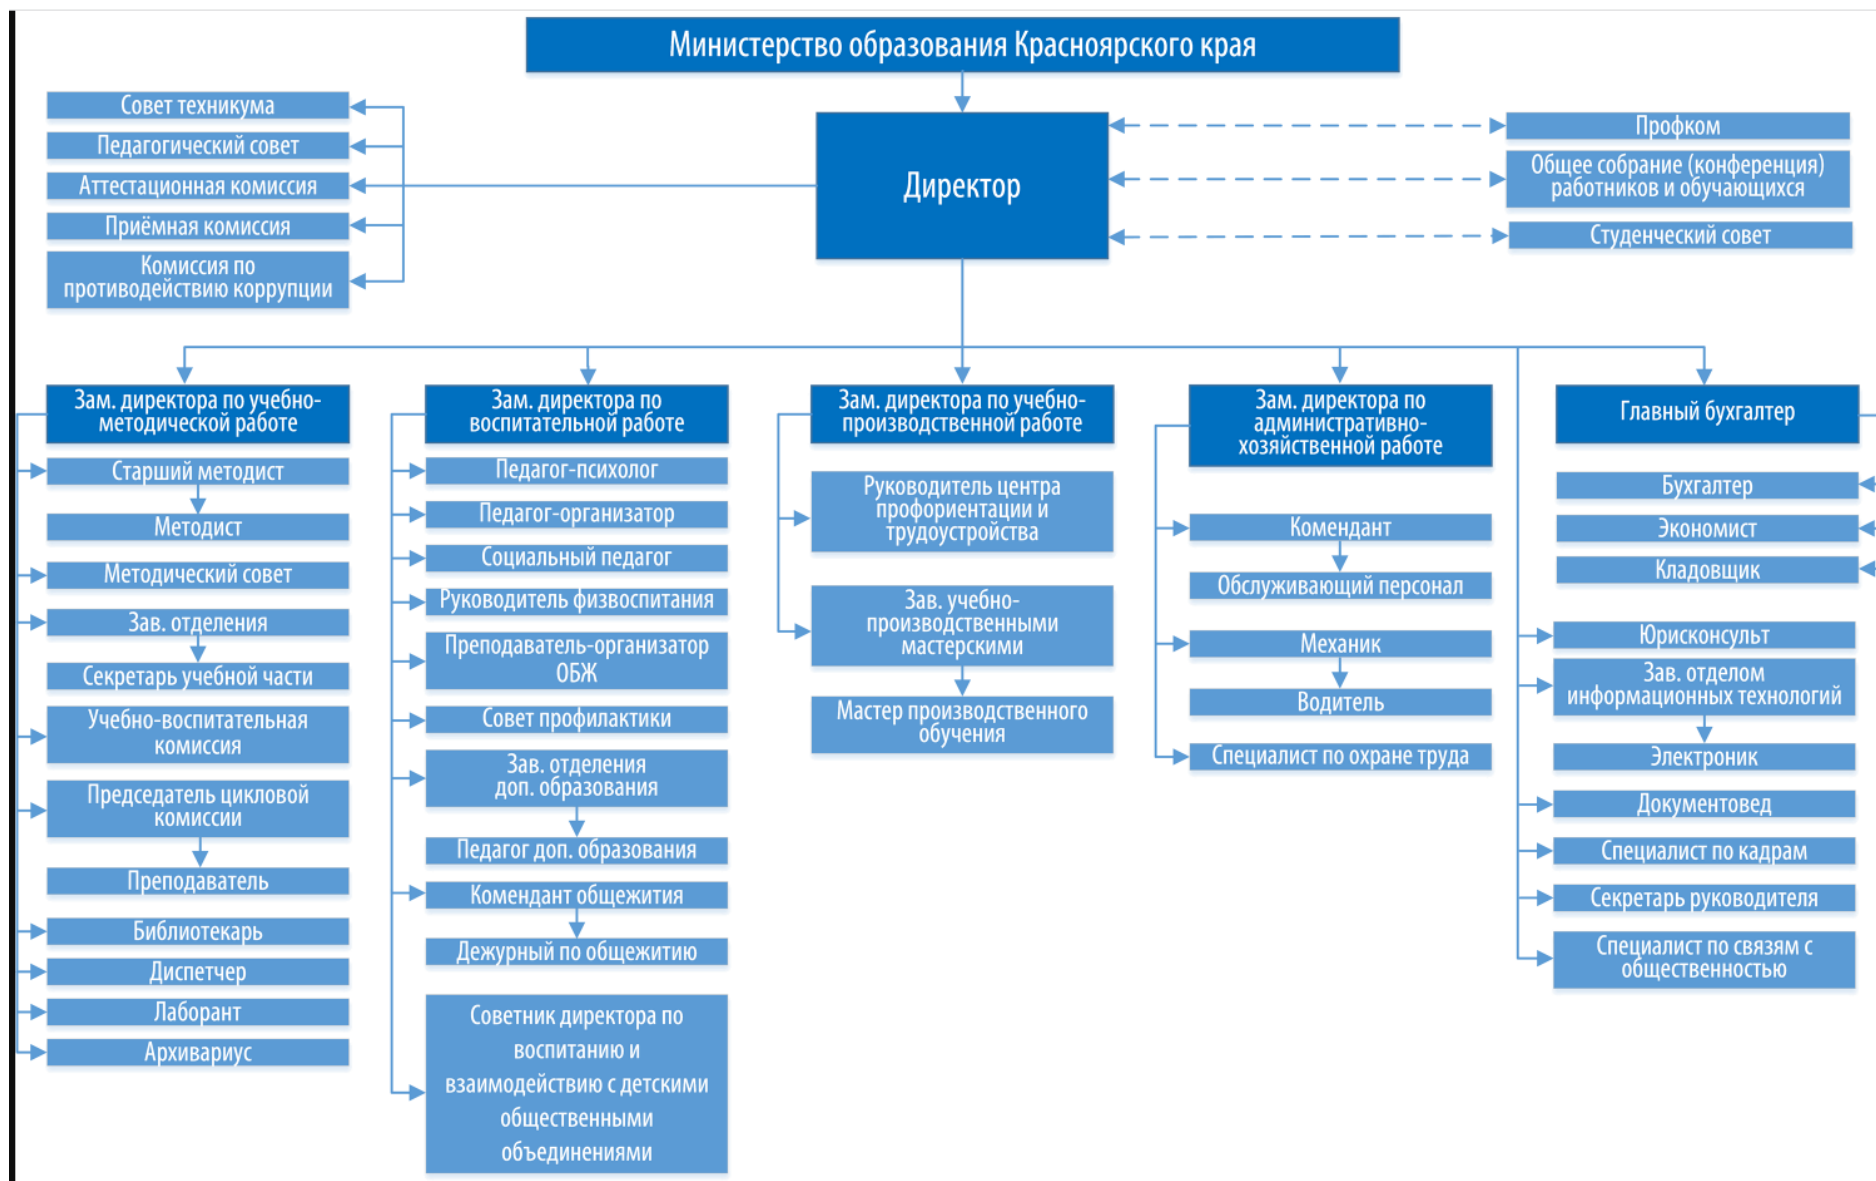 Министерство образования Красноярского края
Совет техникума
Педагогический совет
Аттестационная комиссия
Приёмная комиссия
Комиссия по
противодействию коррупции
Директор
Профком
Общее собрание (конференция)
работников и обучающихся
Студенческий совет
Зам. директора по учебно-
методической работе
Старший методист
Методист
Методический совет
Зав. отделения
Секретарь учебной части
Учебно-воспитательная
комиссия
Председатель цикловой
комиссии
Преподаватель
Библиотекарь
Диспетчер
Лаборант
Архивариус
Зам. директора по
воспитательной работе
Педагог-психолог
Педагог-организатор
Социальный педагог
Руководитель физвоспитания
Преподаватель-организатор
ОБЖ
Совет профилактики
Зав. отделения
доп. образования
Педагог доп. образования
Комендант общежития
Дежурный по общежитию
Советник директора по
воспитанию и
взаимодействию с детскими
общественными
объединениями
Зам. директора по учебно-
производственной работе
Руководитель центра
профориентации и
трудоустройства
Зав. учебно-
производственными
мастерскими
Мастер производственного
обучения
Зам. директора по
административно-
хозяйственной работе
Комендант
Обслуживающий персонал
Механик
Водитель
Специалист по охране труда
Главный бухгалтер
Бухгалтер
Экономист
Кладовщик
Юрисконсульт
Зав. отделом
информационных технологий
Электроник
Документовед
Специалист по кадрам
Секретарь руководителя
Специалист по связям с
общественностью